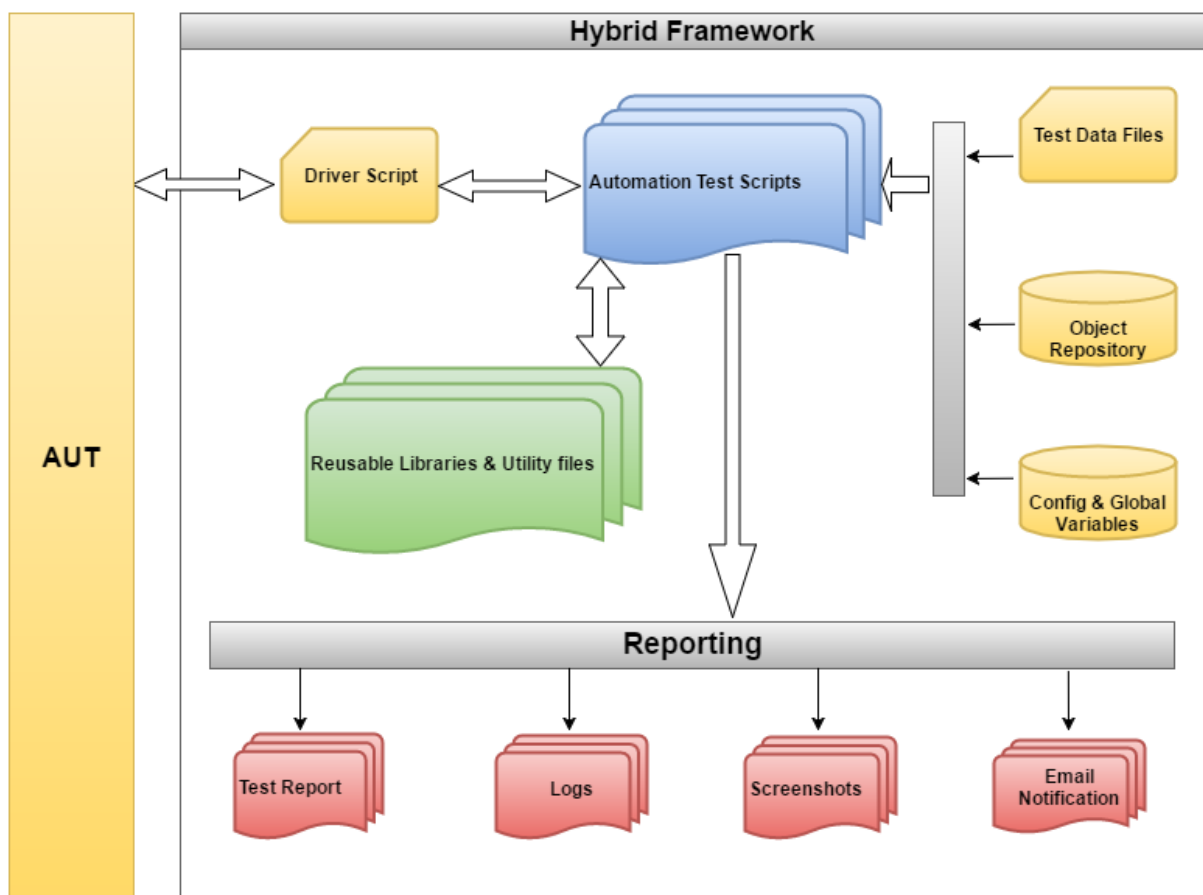 Hybrid Framework
Driver Script
Automation Test Scripts
Test Data Files
Object
Repository
AUT
Reusable Libraries & Utility files
Config & Global
Variables
Reporting
Test Report
Logs
Screenshots
Email
Notification